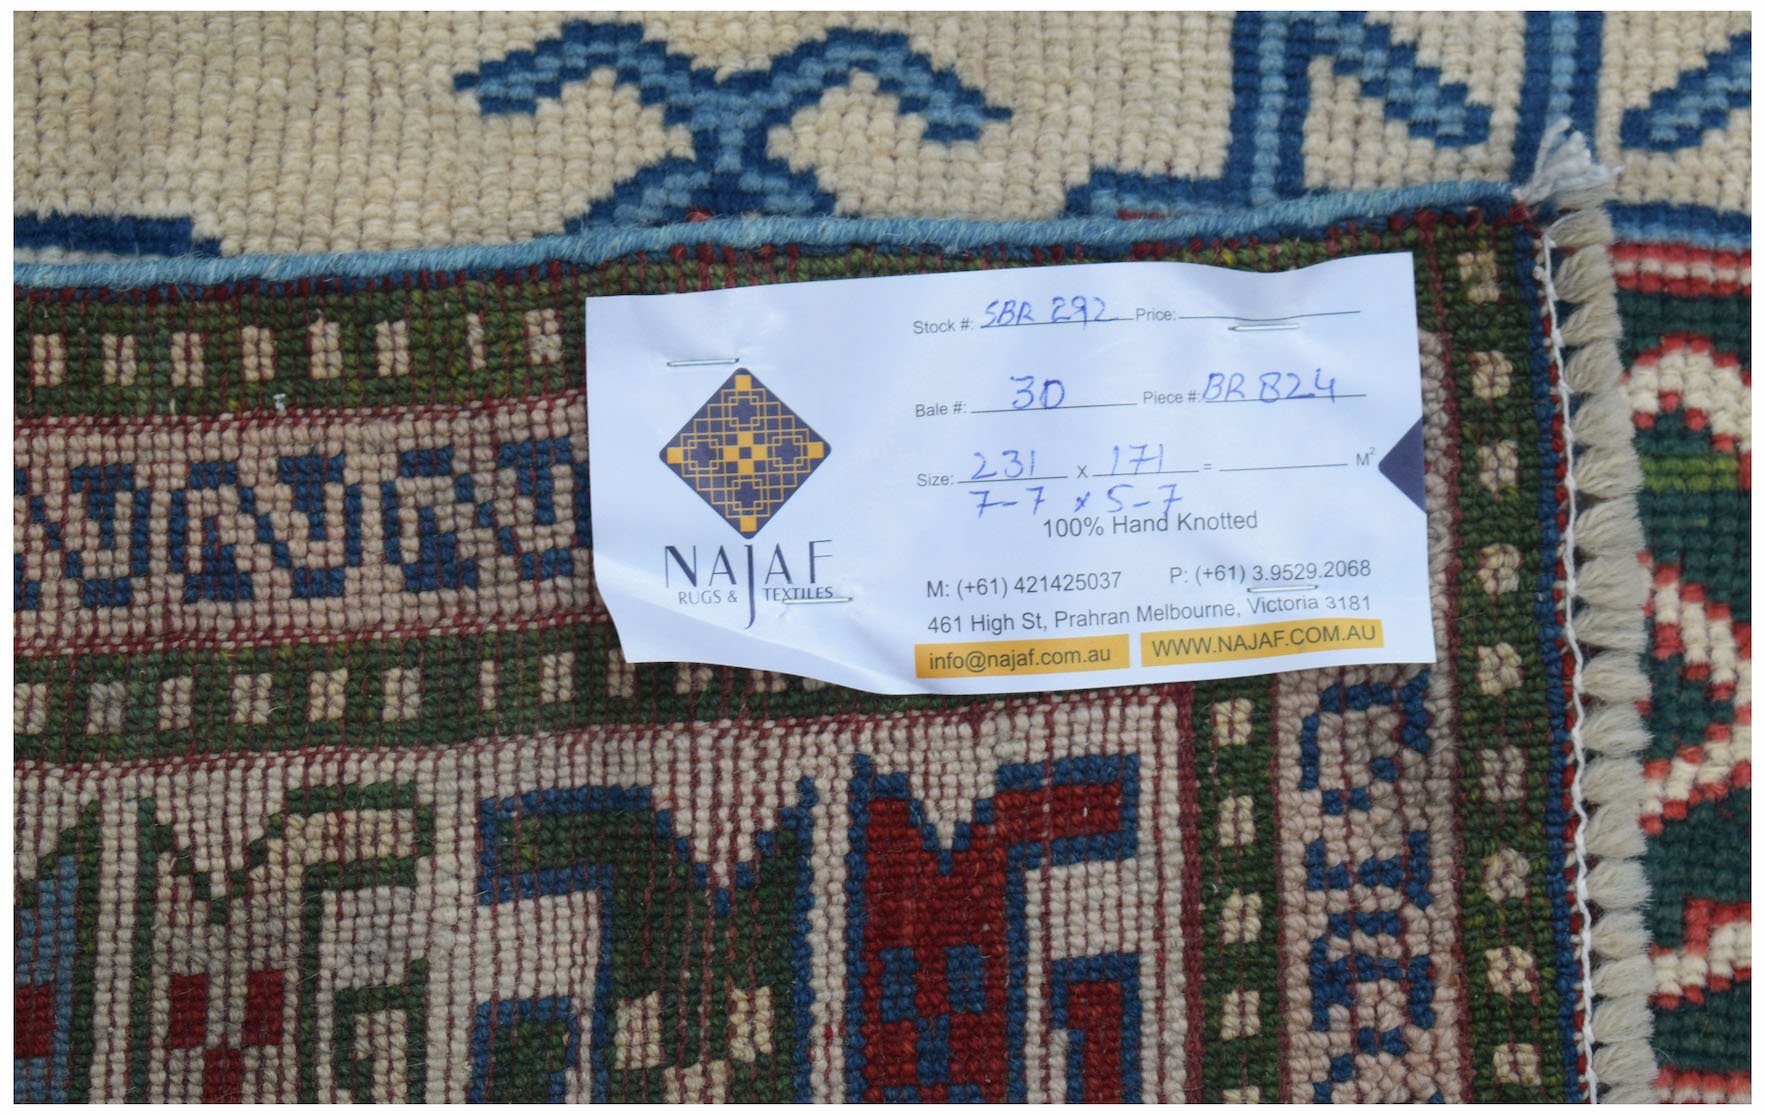 Stock #: SBR 292 Price:
Bale #: 30 Piece #: BR 824
Size: 231 x 171 = M²
7-7 x 5-7
100% Hand Knotted
NAJAF
RUGS & TEXTILES
M: (+61) 421425037 P: (+61) 3.9529.2068
461 High St, Prahran Melbourne, Victoria 3181
info@najaf.com.au WWW.NAJAF.COM.AU